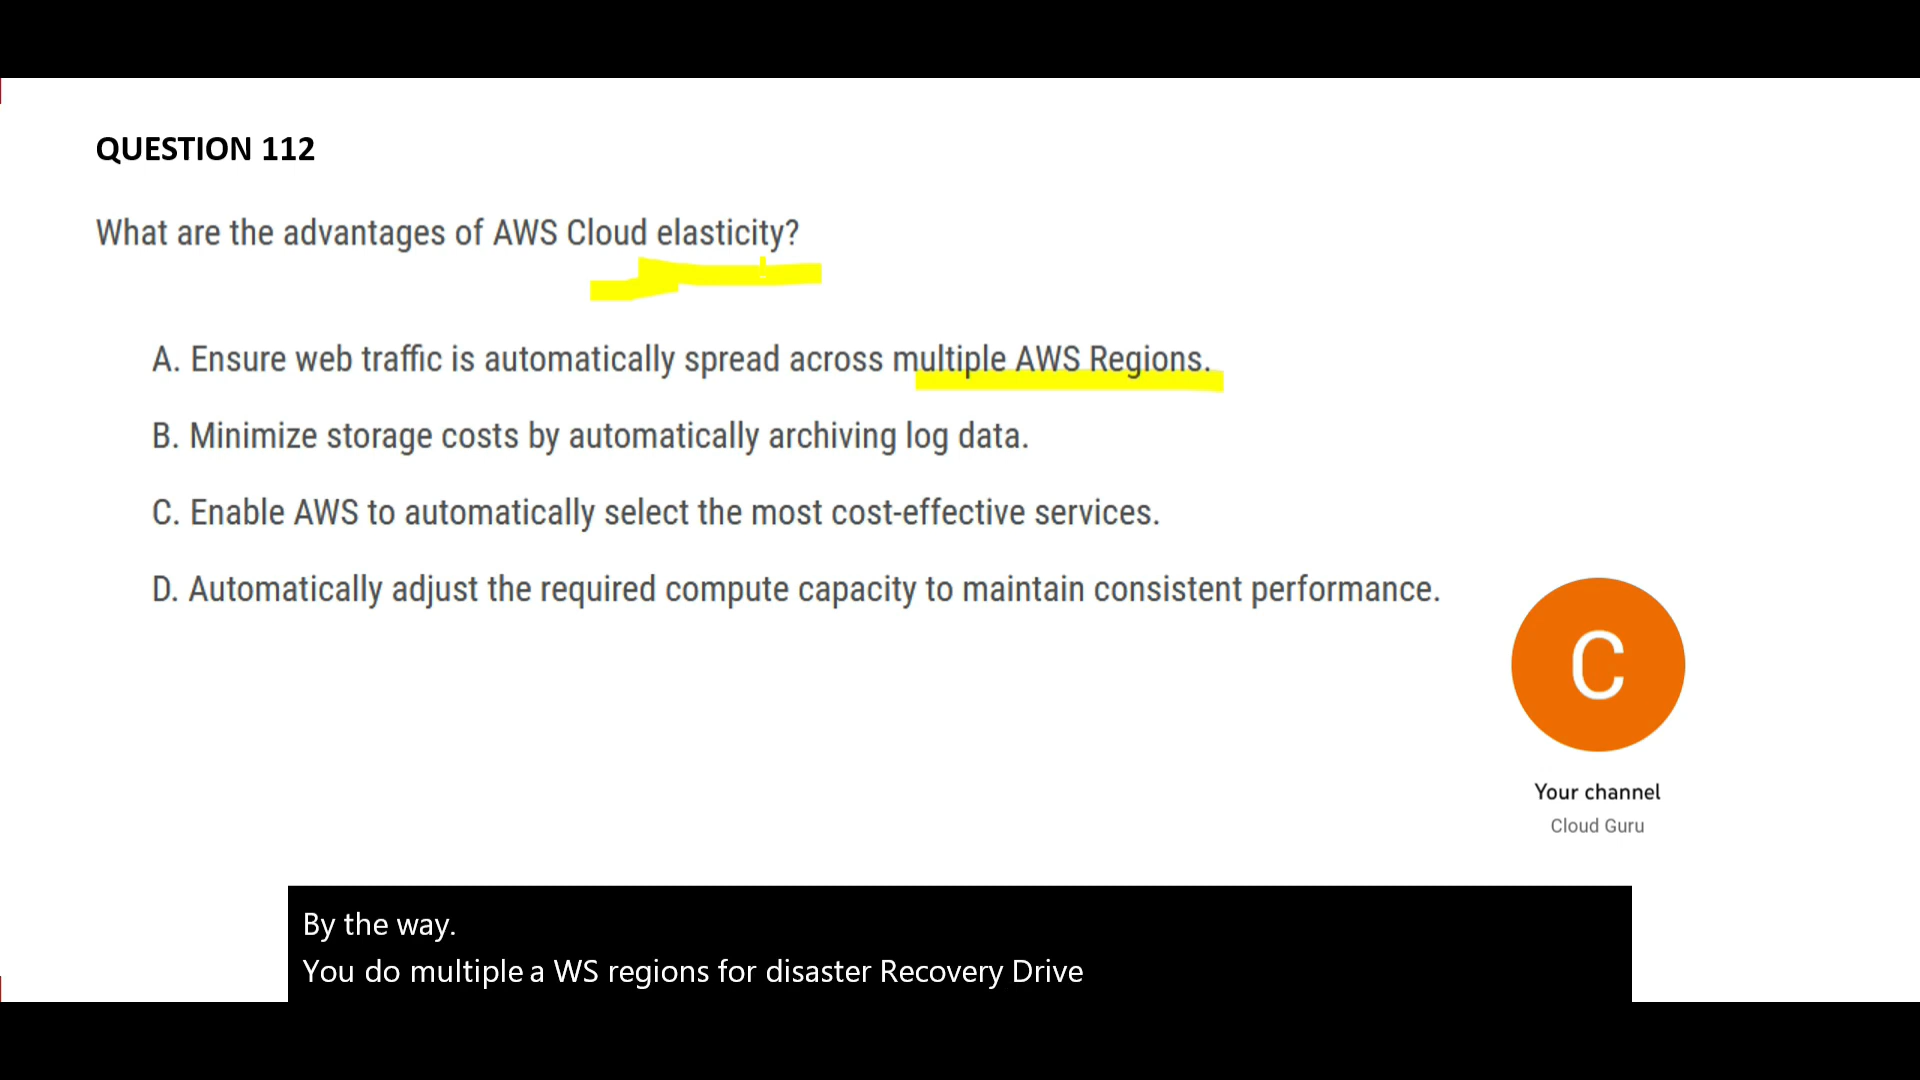 QUESTION 112
What are the advantages of AWS Cloud elasticity?
A. Ensure web traffic is automatically spread across multiple AWS Regions.
B. Minimize storage costs by automatically archiving log data.
C. Enable AWS to automatically select the most cost-effective services.
D. Automatically adjust the required compute capacity to maintain consistent performance.
C
Your channel
Cloud Guru
By the way.
You do multiple a WS regions for disaster Recovery Drive